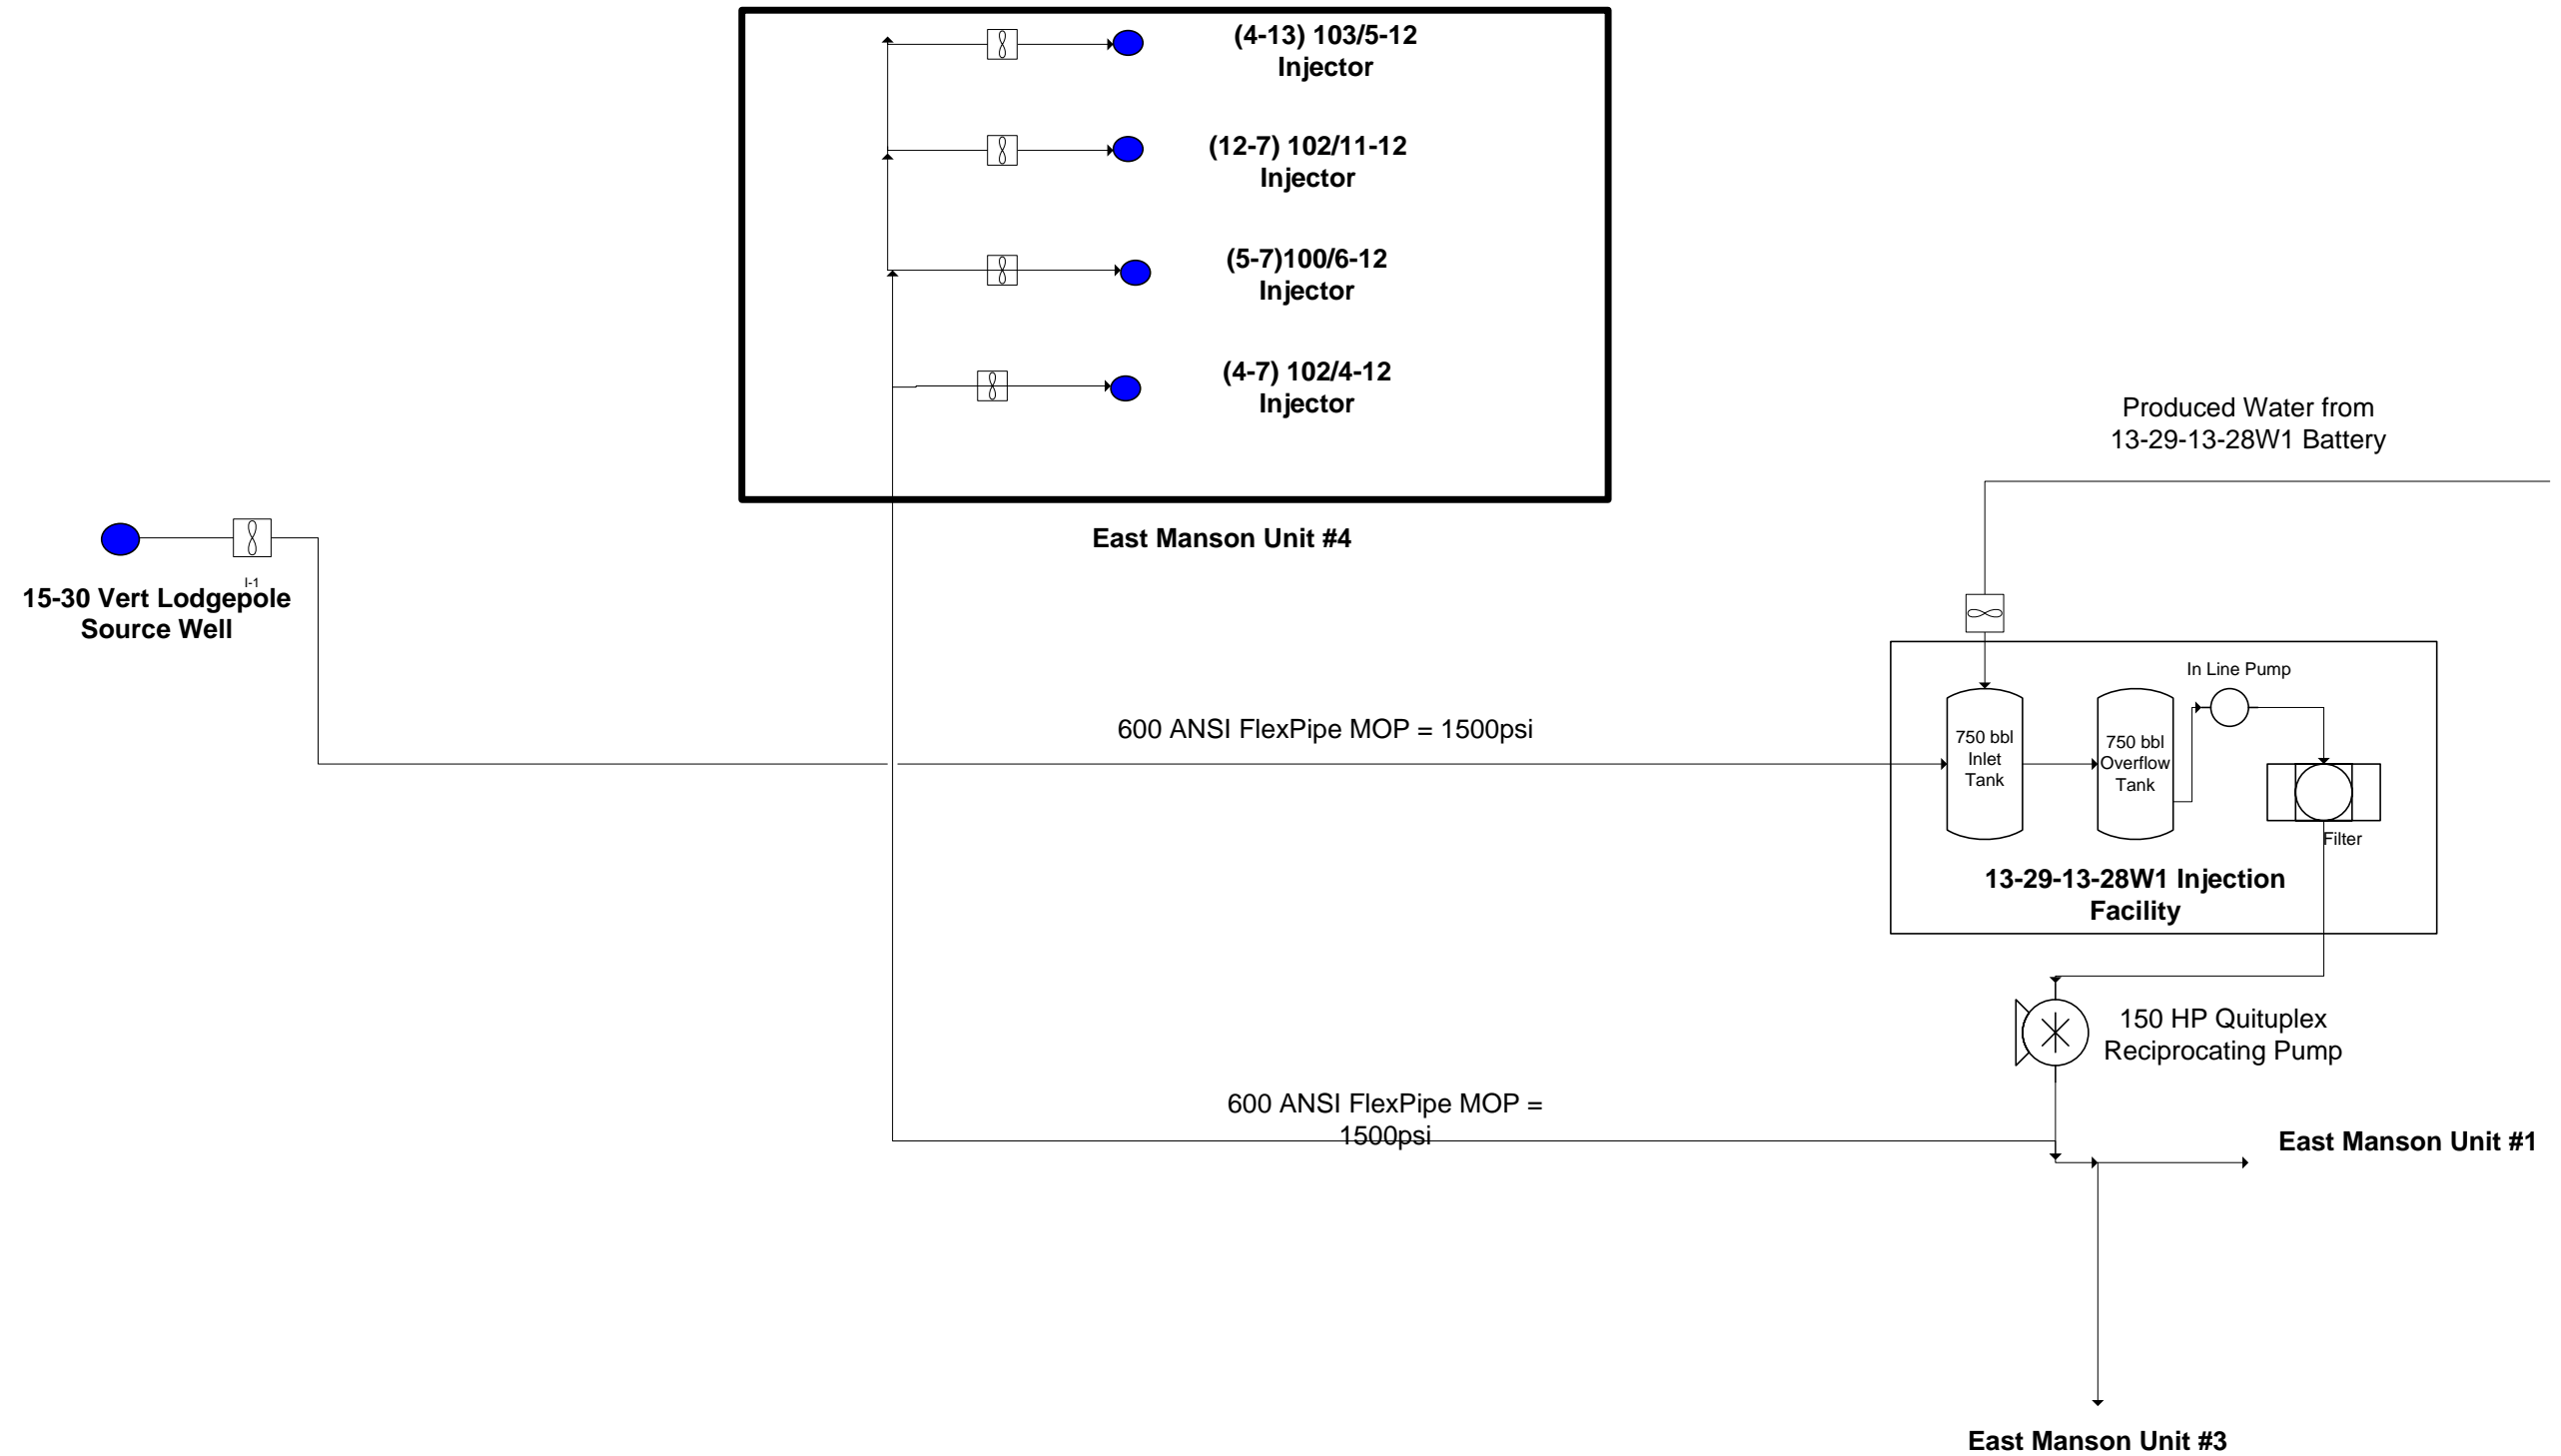 (4-13) 103/5-12
Injector
(12-7) 102/11-12
Injector
(5-7)100/6-12
Injector
(4-7) 102/4-12
Injector
East Manson Unit #4
I-1
15-30 Vert Lodgepole
Source Well
Produced Water from
13-29-13-28W1 Battery
600 ANSI FlexPipe MOP = 1500psi
In Line Pump
750 bbl
Inlet
Tank
750 bbl
Overflow
Tank
Filter
13-29-13-28W1 Injection
Facility
150 HP Quituplex
Reciprocating Pump
600 ANSI FlexPipe MOP =
1500psi
East Manson Unit #1
East Manson Unit #3